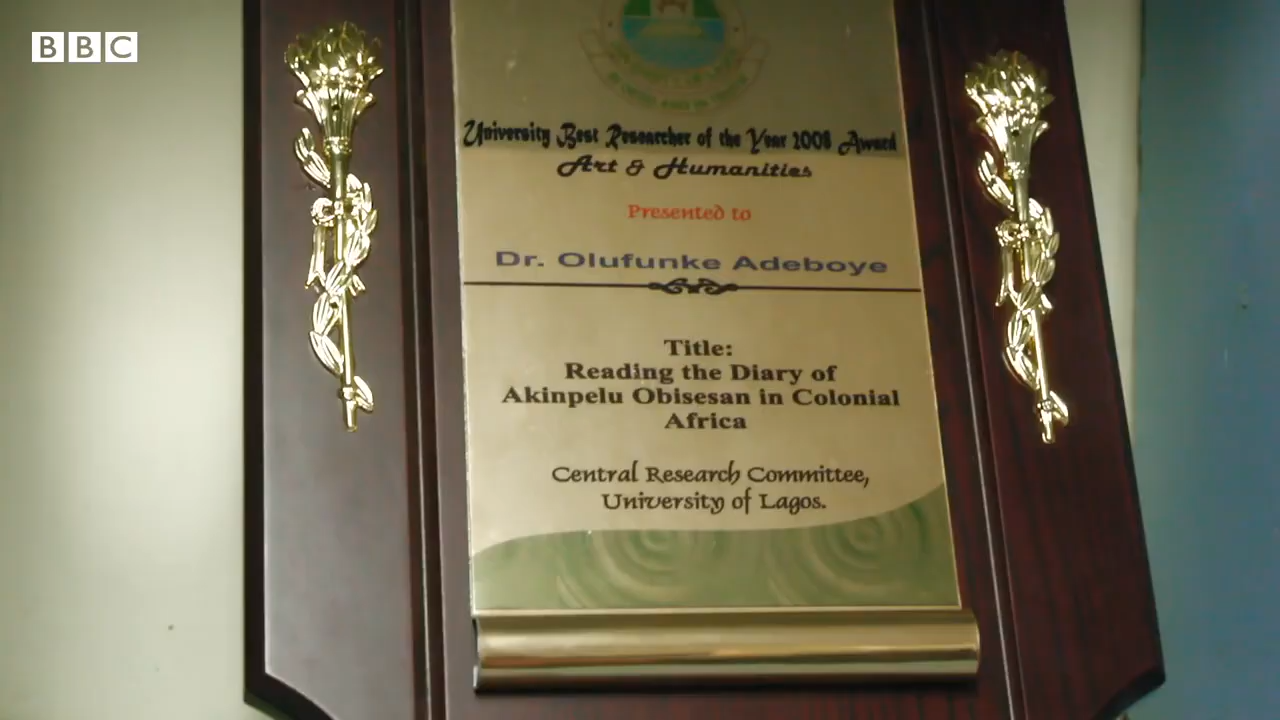 BBC
University Best Researcher of the Year 2008 Award
Art & Humanities
Presented to
Dr. Olufunke Adeboye
Title:
Reading the Diary of
Akinpelu Obisesan in Colonial
Africa
Central Research Committee,
University of Lagos.